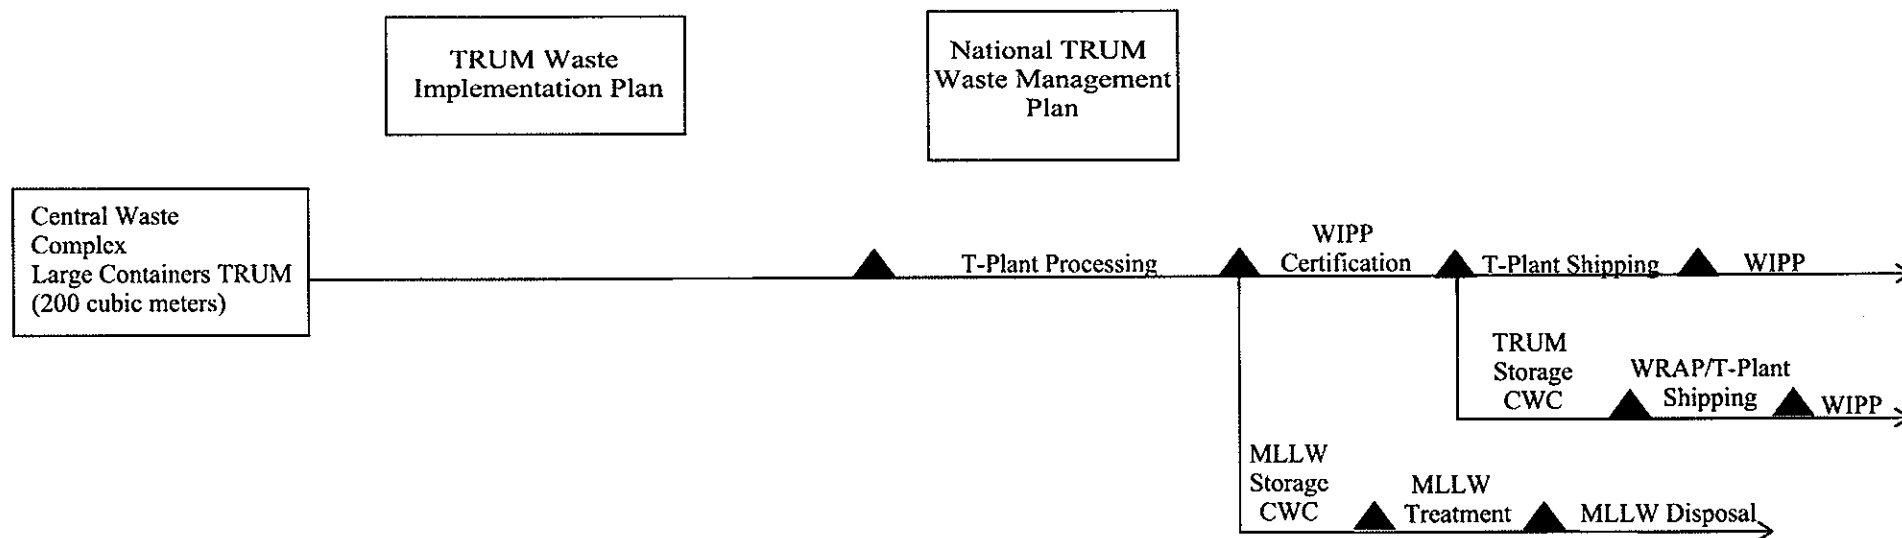 TRUM Waste
Implementation Plan
National TRUM
Waste Management
Plan
Central Waste
Complex
Large Containers TRUM
(200 cubic meters)
T-Plant Processing
WIPP
Certification
T-Plant Shipping
WIPP
TRUM
Storage
CWC
WRAP/T-Plant
Shipping
WIPP
MLLW
Storage
CWC
MLLW
Treatment
MLLW Disposal